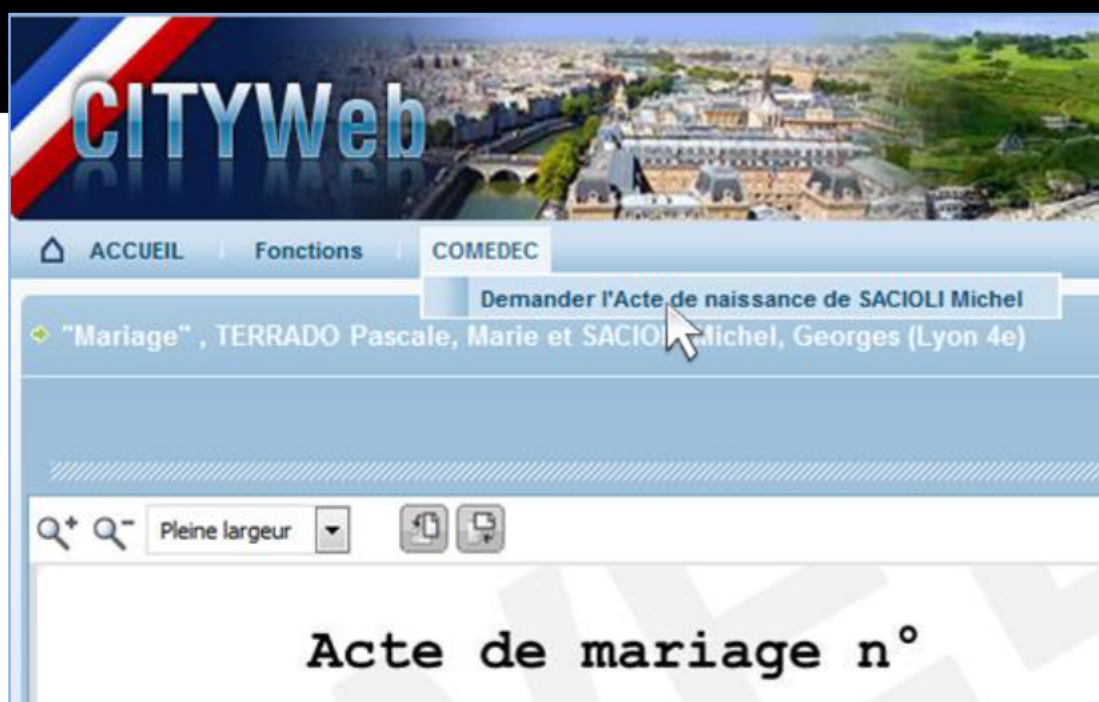 CITYWeb
ACCUEIL Fonctions COMEDEC
Demander l'Acte de naissance de SACIOLI Michel
"Mariage" , TERRADO Pascale, Marie et Michel, Georges (Lyon 4e)
Pleine largeur
Acte de mariage n°